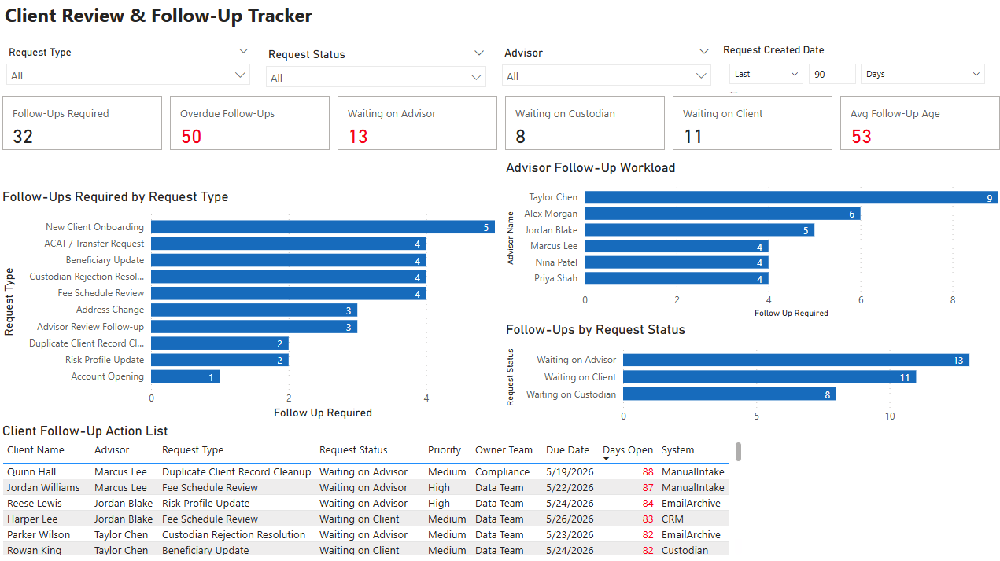 Client Review & Follow-Up Tracker
Request Type
Request Status
Advisor
Request Created Date
All
All
All
Last
90
Days
Follow-Ups Required
32
Overdue Follow-Ups
50
Waiting on Advisor
13
Waiting on Custodian
8
Waiting on Client
11
Avg Follow-Up Age
53
Follow-Ups Required by Request Type
Request Type
New Client Onboarding 5
ACAT / Transfer Request 4
Beneficiary Update 4
Custodian Rejection Resol... 4
Fee Schedule Review 4
Address Change 3
Advisor Review Follow-up 3
Duplicate Client Record Cl... 2
Risk Profile Update 2
Account Opening 1
0 2 4
Follow Up Required
Advisor Follow-Up Workload
Advisor Name
Taylor Chen 9
Alex Morgan 6
Jordan Blake 5
Marcus Lee 4
Nina Patel 4
Priya Shah 4
0 2 4 6 8
Follow Up Required
Follow-Ups by Request Status
Request Status
Waiting on Advisor 13
Waiting on Client 11
Waiting on Custodian 8
0 5 10
Client Follow-Up Action List
Client Name Advisor Request Type Request Status Priority Owner Team Due Date Days Open System
Quinn Hall Marcus Lee Duplicate Client Record Cleanup Waiting on Advisor Medium Compliance 5/19/2026 88 ManualIntake
Jordan Williams Marcus Lee Fee Schedule Review Waiting on Advisor High Data Team 5/22/2026 87 ManualIntake
Reese Lewis Jordan Blake Risk Profile Update Waiting on Advisor High Data Team 5/24/2026 84 EmailArchive
Harper Lee Jordan Blake Fee Schedule Review Waiting on Client Medium Data Team 5/26/2026 83 CRM
Parker Wilson Taylor Chen Custodian Rejection Resolution Waiting on Advisor Medium Data Team 5/23/2026 82 EmailArchive
Rowan King Taylor Chen Beneficiary Update Waiting on Client Medium Data Team 5/24/2026 82 Custodian